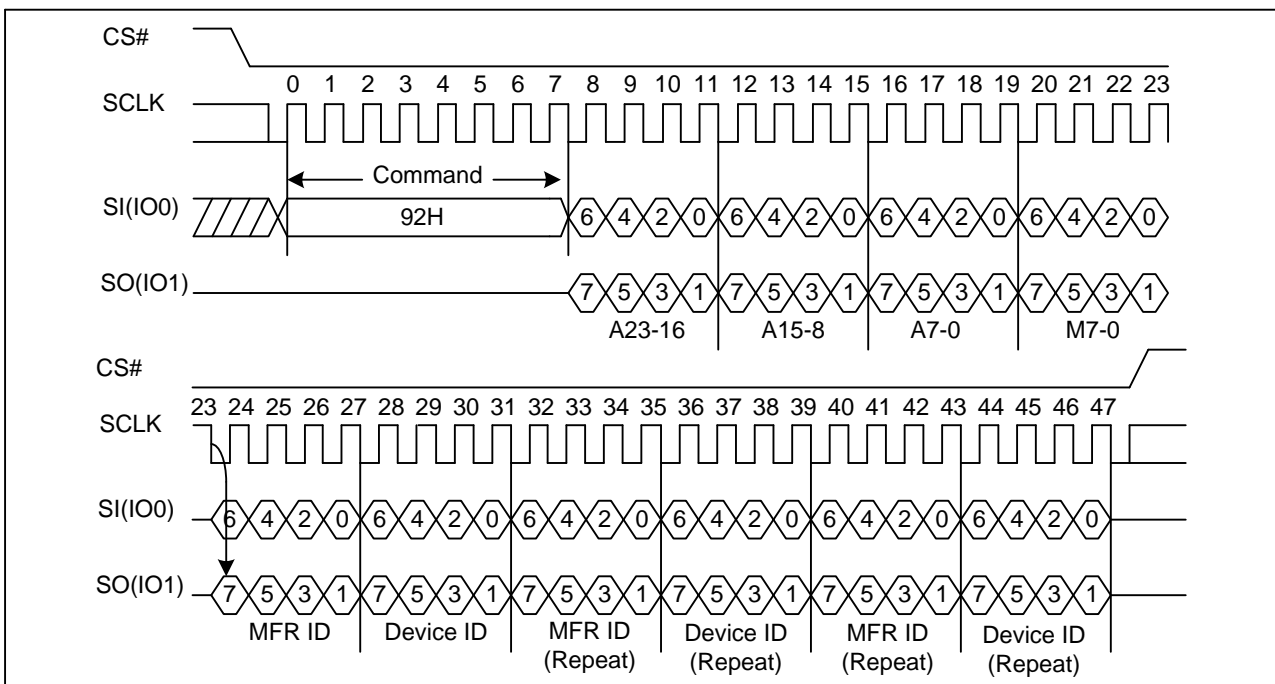 CS#
0 1 2 3 4 5 6 7 8 9 10 11 12 13 14 15 16 17 18 19 20 21 22 23
SCLK
Command
SI(IO0) 92H 6 4 2 0 6 4 2 0 6 4 2 0 6 4 2 0
SO(IO1) 7 5 3 1 7 5 3 1 7 5 3 1 7 5 3 1
A23-16 A15-8 A7-0 M7-0
CS#
23 24 25 26 27 28 29 30 31 32 33 34 35 36 37 38 39 40 41 42 43 44 45 46 47
SCLK
SI(IO0) 6 4 2 0 6 4 2 0 6 4 2 0 6 4 2 0 6 4 2 0 6 4 2 0
SO(IO1) 7 5 3 1 7 5 3 1 7 5 3 1 7 5 3 1 7 5 3 1 7 5 3 1
MFR ID Device ID MFR ID Device ID MFR ID Device ID
(Repeat) (Repeat) (Repeat) (Repeat)